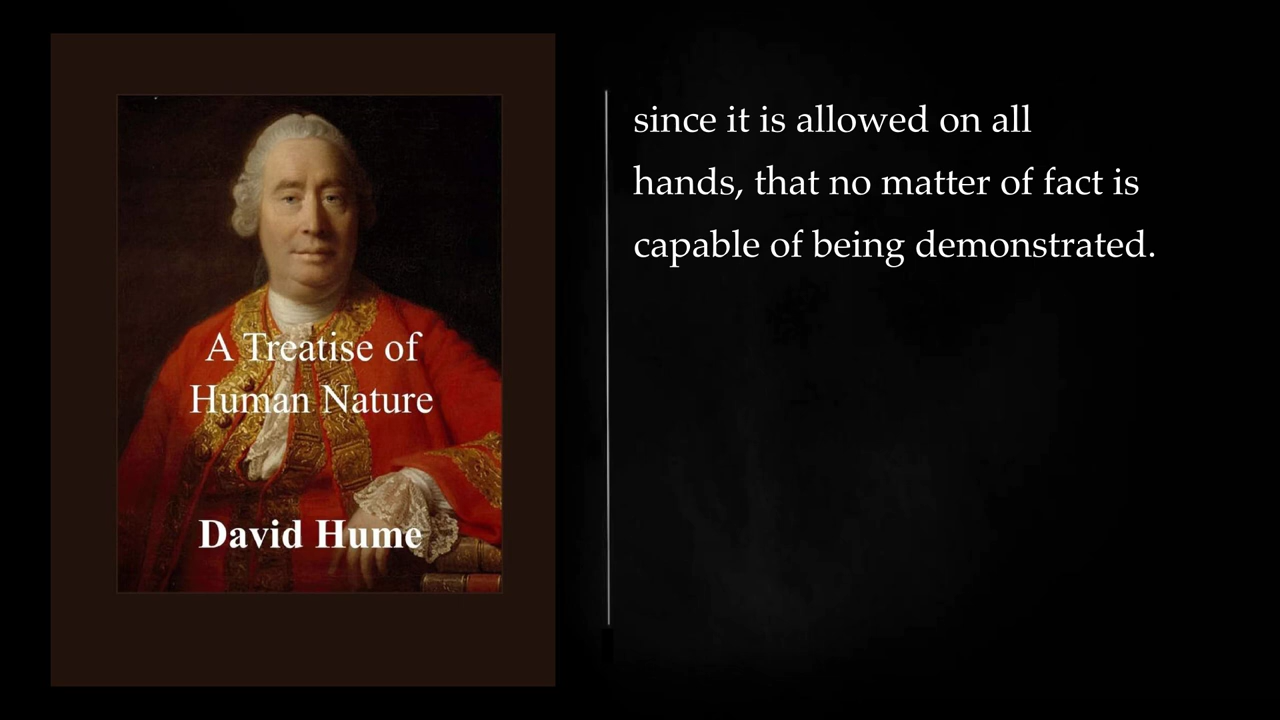 A Treatise of
Human Nature
David Hume
since it is allowed on all
hands, that no matter of fact is
capable of being demonstrated.